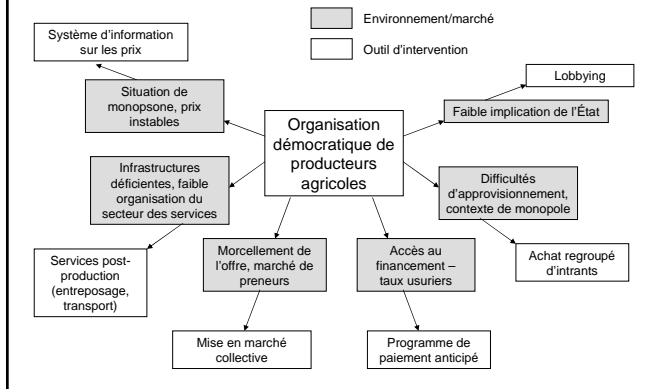 Environnement/marché
Outil d'intervention
Système d'information
sur les prix
Lobbying
Situation de
monopsone, prix
instables
Faible implication de l'État
Organisation
démocratique de
producteurs
agricoles
Infrastructures
déficientes, faible
organisation du
secteur des services
Difficultés
d'approvisionnement,
contexte de monopole
Services post-
production
(entreposage,
transport)
Morcellement de
l'offre, marché de
preneurs
Accès au
financement –
taux usuriers
Achat regroupé
d'intrants
Mise en marché
collective
Programme de
paiement anticipé